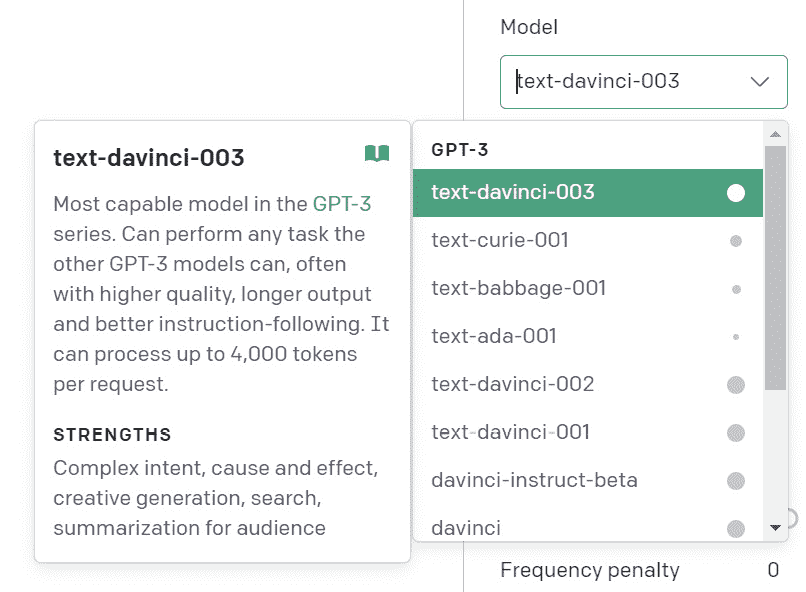 Model
text-davinci-003
text-davinci-003
Most capable model in the GPT-3
series. Can perform any task the
other GPT-3 models can, often
with higher quality, longer output
and better instruction-following. It
can process up to 4,000 tokens
per request.
STRENGTHS
Complex intent, cause and effect,
creative generation, search,
summarization for audience
GPT-3
text-davinci-003
text-curie-001
text-babbage-001
text-ada-001
text-davinci-002
text-davinci-001
davinci-instruct-beta
davinci
Frequency penalty 0